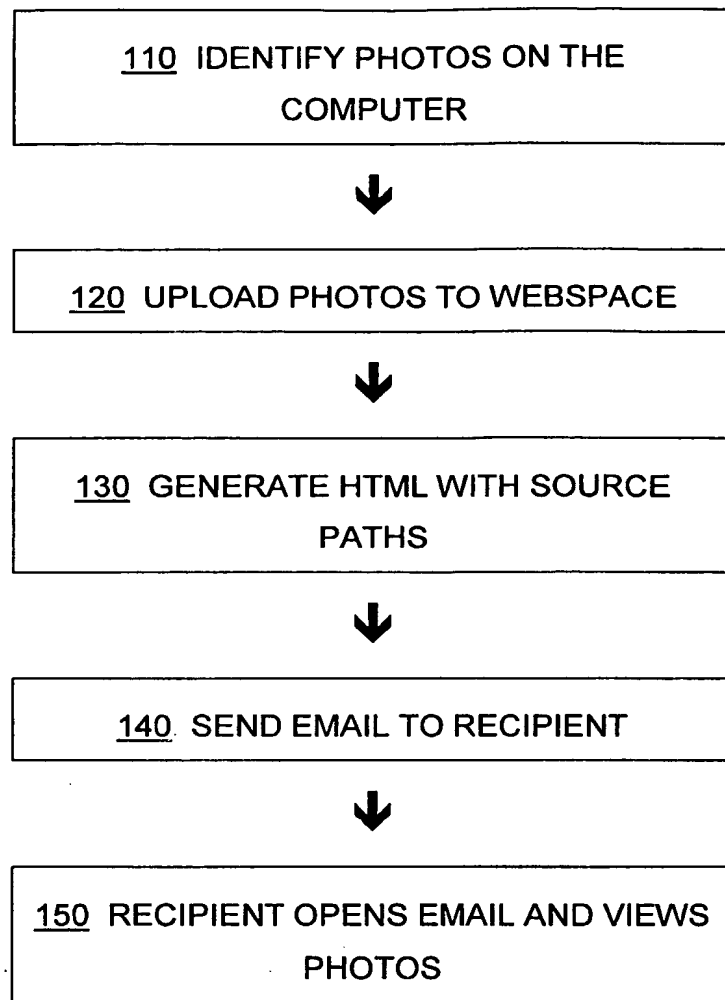 110 IDENTIFY PHOTOS ON THE
COMPUTER
120 UPLOAD PHOTOS TO WEBSPACE
130 GENERATE HTML WITH SOURCE
PATHS
140 SEND EMAIL TO RECIPIENT
150 RECIPIENT OPENS EMAIL AND VIEWS
PHOTOS